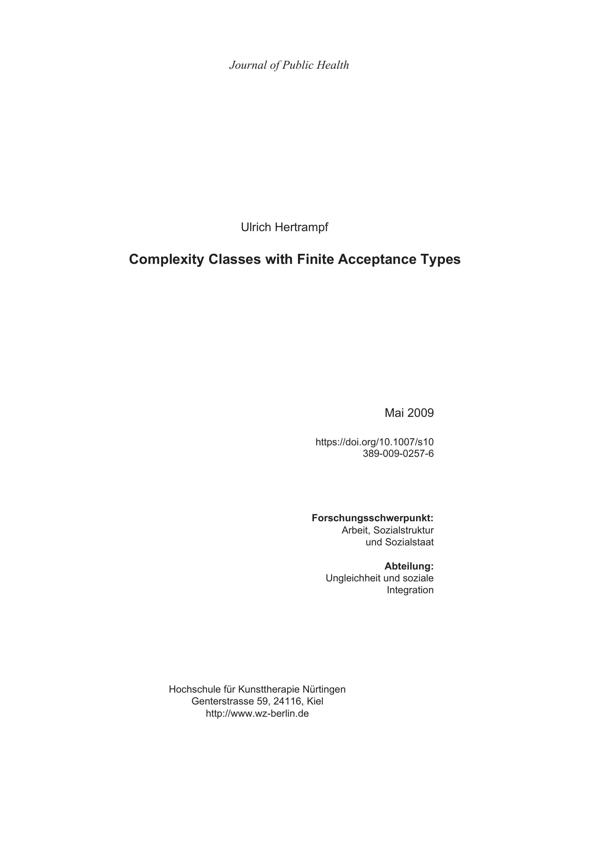 Journal of Public Health
Ulrich Hertrampf
Complexity Classes with Finite Acceptance Types
Mai 2009
https://doi.org/10.1007/s10
389-009-0257-6
Forschungsschwerpunkt:
Arbeit, Sozialstruktur
und Sozialstaat
Abteilung:
Ungleichheit und soziale
Integration
Hochschule für Kunsttherapie Nürtingen
Genterstrasse 59, 24116, Kiel
http://www.wz-berlin.de